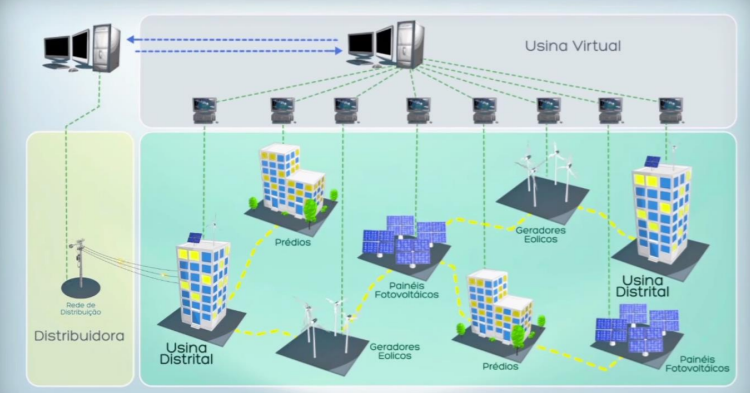 Usina Virtual
Prédios
Geradores
Eolicos
Usina
Distrital
Painéis
Fotovoltáicos
Rede de
Distribuição
Distribuidora
Usina
Distrital
Geradores
Eolicos
Prédios
Painéis
Fotovoltáicos